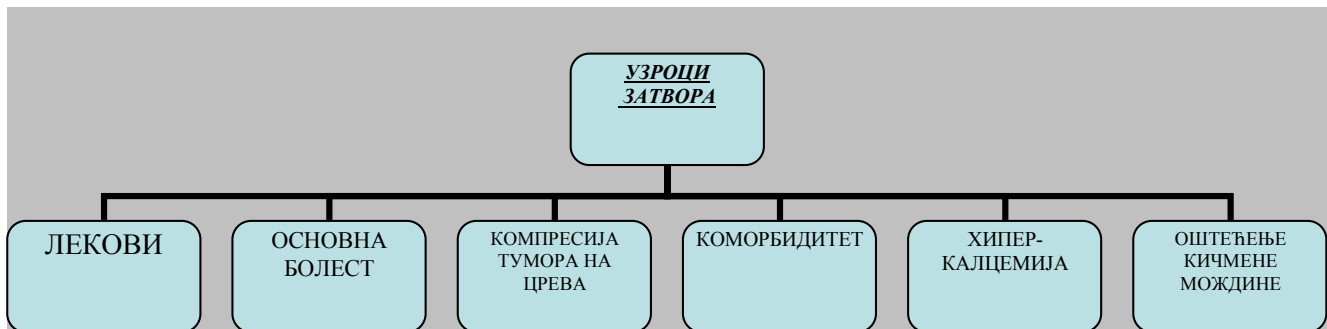 УЗРОЦИ
ЗАТВОРА
ЛЕКОВИ
ОСНОВНА
БОЛЕСТ
КОМПРЕСИЈА
ТУМОРА НА
ЦРЕВА
КОМОРБИДИТЕТ
ХИПЕР-
КАЛЦЕМИЈА
ОШТЕЋЕЊЕ
КИЧМЕНЕ
МОЖДИНЕ